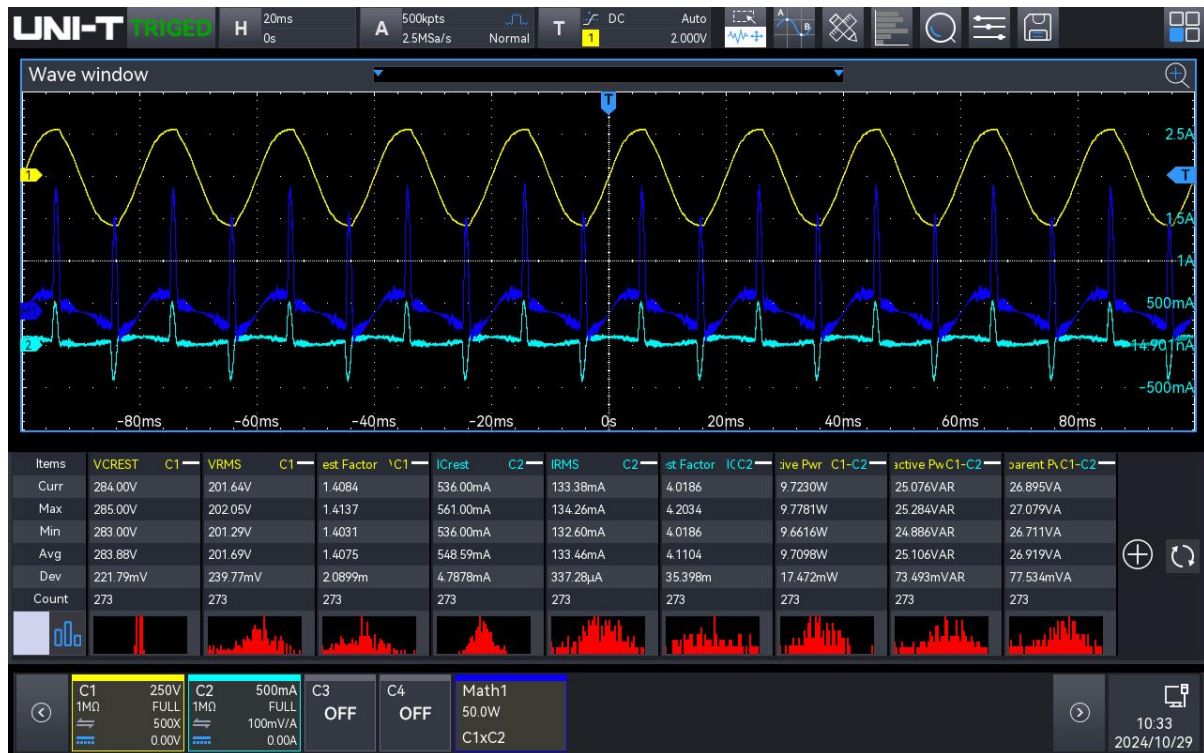 UNI-T TRIGED H 20ms 0s A 500kpts 2.5MSa/s Normal T DC 1 Auto 2.000V A B
Wave window
T
2.5A
1 T
1.5A
1A
500mA
2 14.901nA
-500mA
-80ms -60ms -40ms -20ms 0s 20ms 40ms 60ms 80ms
Items VCREST C1 VRMS C1 est Factor C1 ICrest C2 IRMS C2 st Factor ICC2 tive Pwr C1-C2 active PwC1-C2 parent PC1-C2
Curr 284.00V 201.64V 1.4084 536.00mA 133.38mA 4.0186 9.7230W 25.076VAR 26.895VA
Max 285.00V 202.05V 1.4137 561.00mA 134.26mA 4.2034 9.7781W 25.284VAR 27.079VA
Min 283.00V 201.29V 1.4031 536.00mA 132.60mA 4.0186 9.6616W 24.886VAR 26.711VA
Avg 283.88V 201.69V 1.4075 548.59mA 133.46mA 4.1104 9.7098W 25.106VAR 26.919VA
Dev 221.79mV 239.77mV 2.0899m 4.7878mA 337.28µA 35.398m 17.472mW 73.493mVAR 77.534mVA
Count 273 273 273 273 273 273 273 273 273
C1 250V C2 500mA C3 C4 Math1
1MΩ FULL 1MΩ FULL OFF OFF 50.0W
500X 100mV/A
0.00V 0.00A C1xC2
10:33
2024/10/29